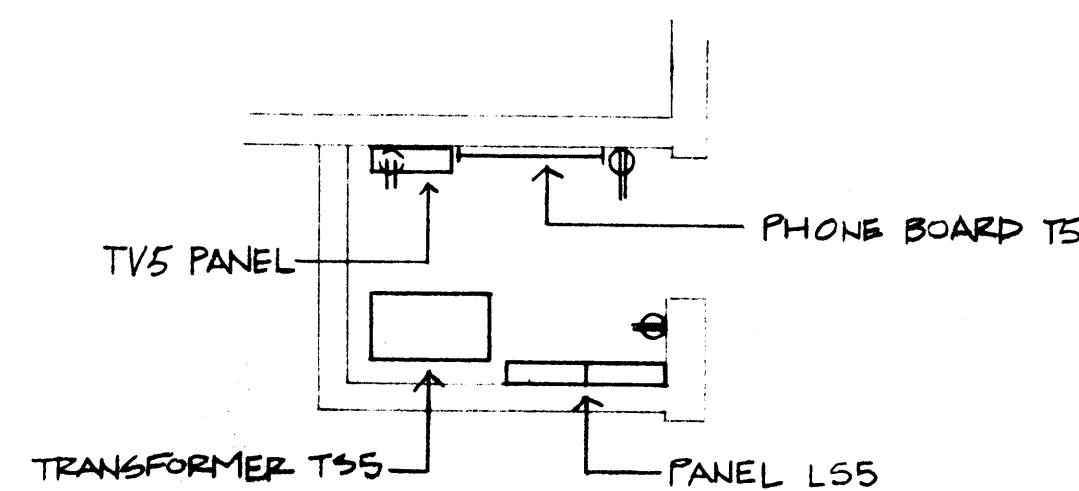 PHONE BOARD T5
TV5 PANEL
TRANSFORMER TS5
PANEL LS5